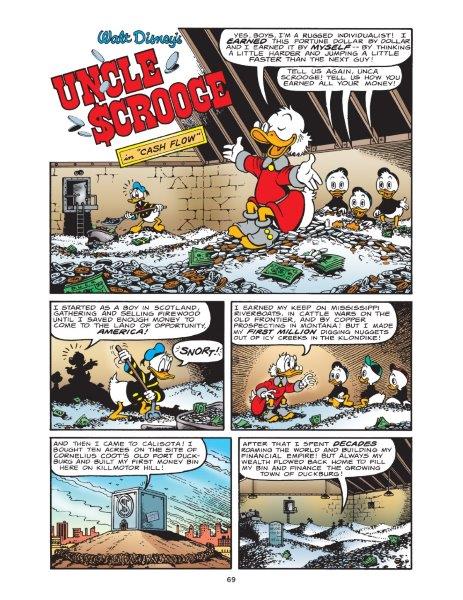 Walt Disney's
UNCLE
$CROOGE
in "CASH FLOW"
YES, BOYS, I'M A RUGGED INDIVIDUALIST! I
EARNED THIS FORTUNE DOLLAR BY DOLLAR
AND I EARNED IT BY MYSELF -- BY THINKING
A LITTLE HARDER AND JUMPING A LITTLE
FASTER THAN THE NEXT GUY!
TELL US AGAIN, UNCA
SCROOGE! TELL US HOW YOU
EARNED ALL YOUR MONEY!
I STARTED AS A BOY IN SCOTLAND,
GATHERING AND SELLING FIREWOOD
UNTIL I SAVED ENOUGH MONEY TO
COME TO THE LAND OF OPPORTUNITY,
AMERICA!
*SNORT!*
I EARNED MY KEEP ON MISSISSIPPI
RIVERBOATS, IN CATTLE WARS ON THE
OLD FRONTIER, AND BY COPPER
PROSPECTING IN MONTANA! BUT I MADE
MY FIRST MILLION DIGGING NUGGETS
OUT OF ICY CREEKS IN THE KLONDIKE!
AND THEN I CAME TO CALISOTA! I
BOUGHT TEN ACRES ON THE SITE OF
CORNELIUS COOT'S OLD FORT DUCK-
BURG AND BUILT MY FIRST MONEY BIN
HERE ON KILLMOTOR HILL!
$
AFTER THAT I SPENT DECADES
ROAMING THE WORLD AND BUILDING MY
FINANCIAL EMPIRE! BUT ALWAYS MY
WEALTH FLOWED BACK HOME TO FILL
MY BIN AND FINANCE THE GROWING
TOWN OF DUCKBURG!
69